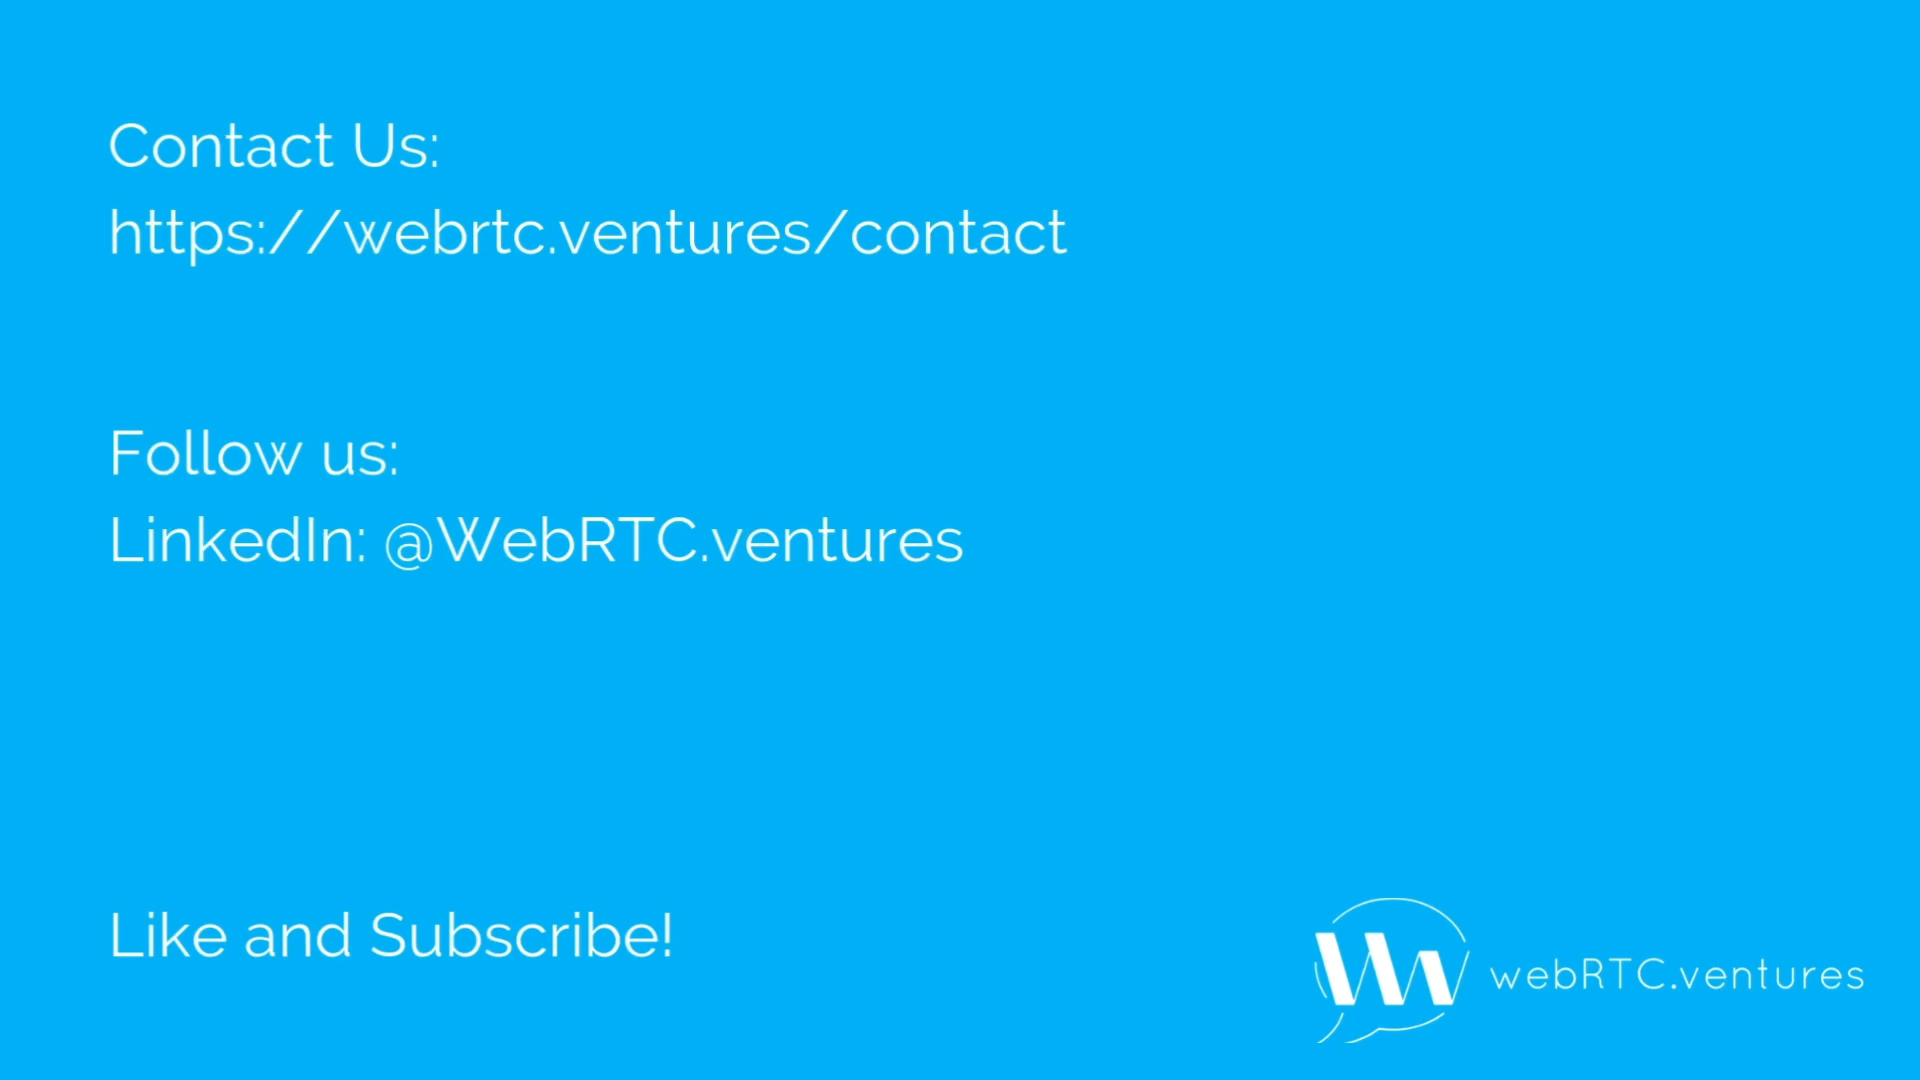 Contact Us:
https://webrtc.ventures/contact
Follow us:
LinkedIn: @WebRTC.ventures
Like and Subscribe!
webRTC.ventures